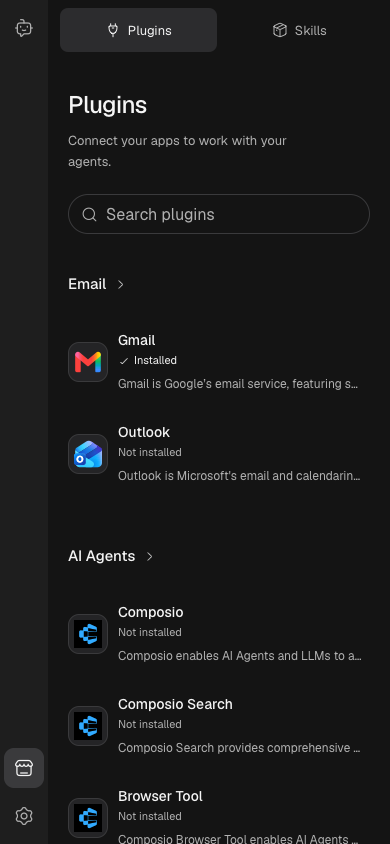 Plugins
Skills
Plugins
Connect your apps to work with your
agents.
Search plugins
Email
Gmail
Installed
Gmail is Google's email service, featuring s...
Outlook
Not installed
Outlook is Microsoft's email and calendarin...
AI Agents
Composio
Not installed
Composio enables AI Agents and LLMs to a...
Composio Search
Not installed
Composio Search provides comprehensive ...
Browser Tool
Not installed
Composio Browser Tool enables AI Agents ...